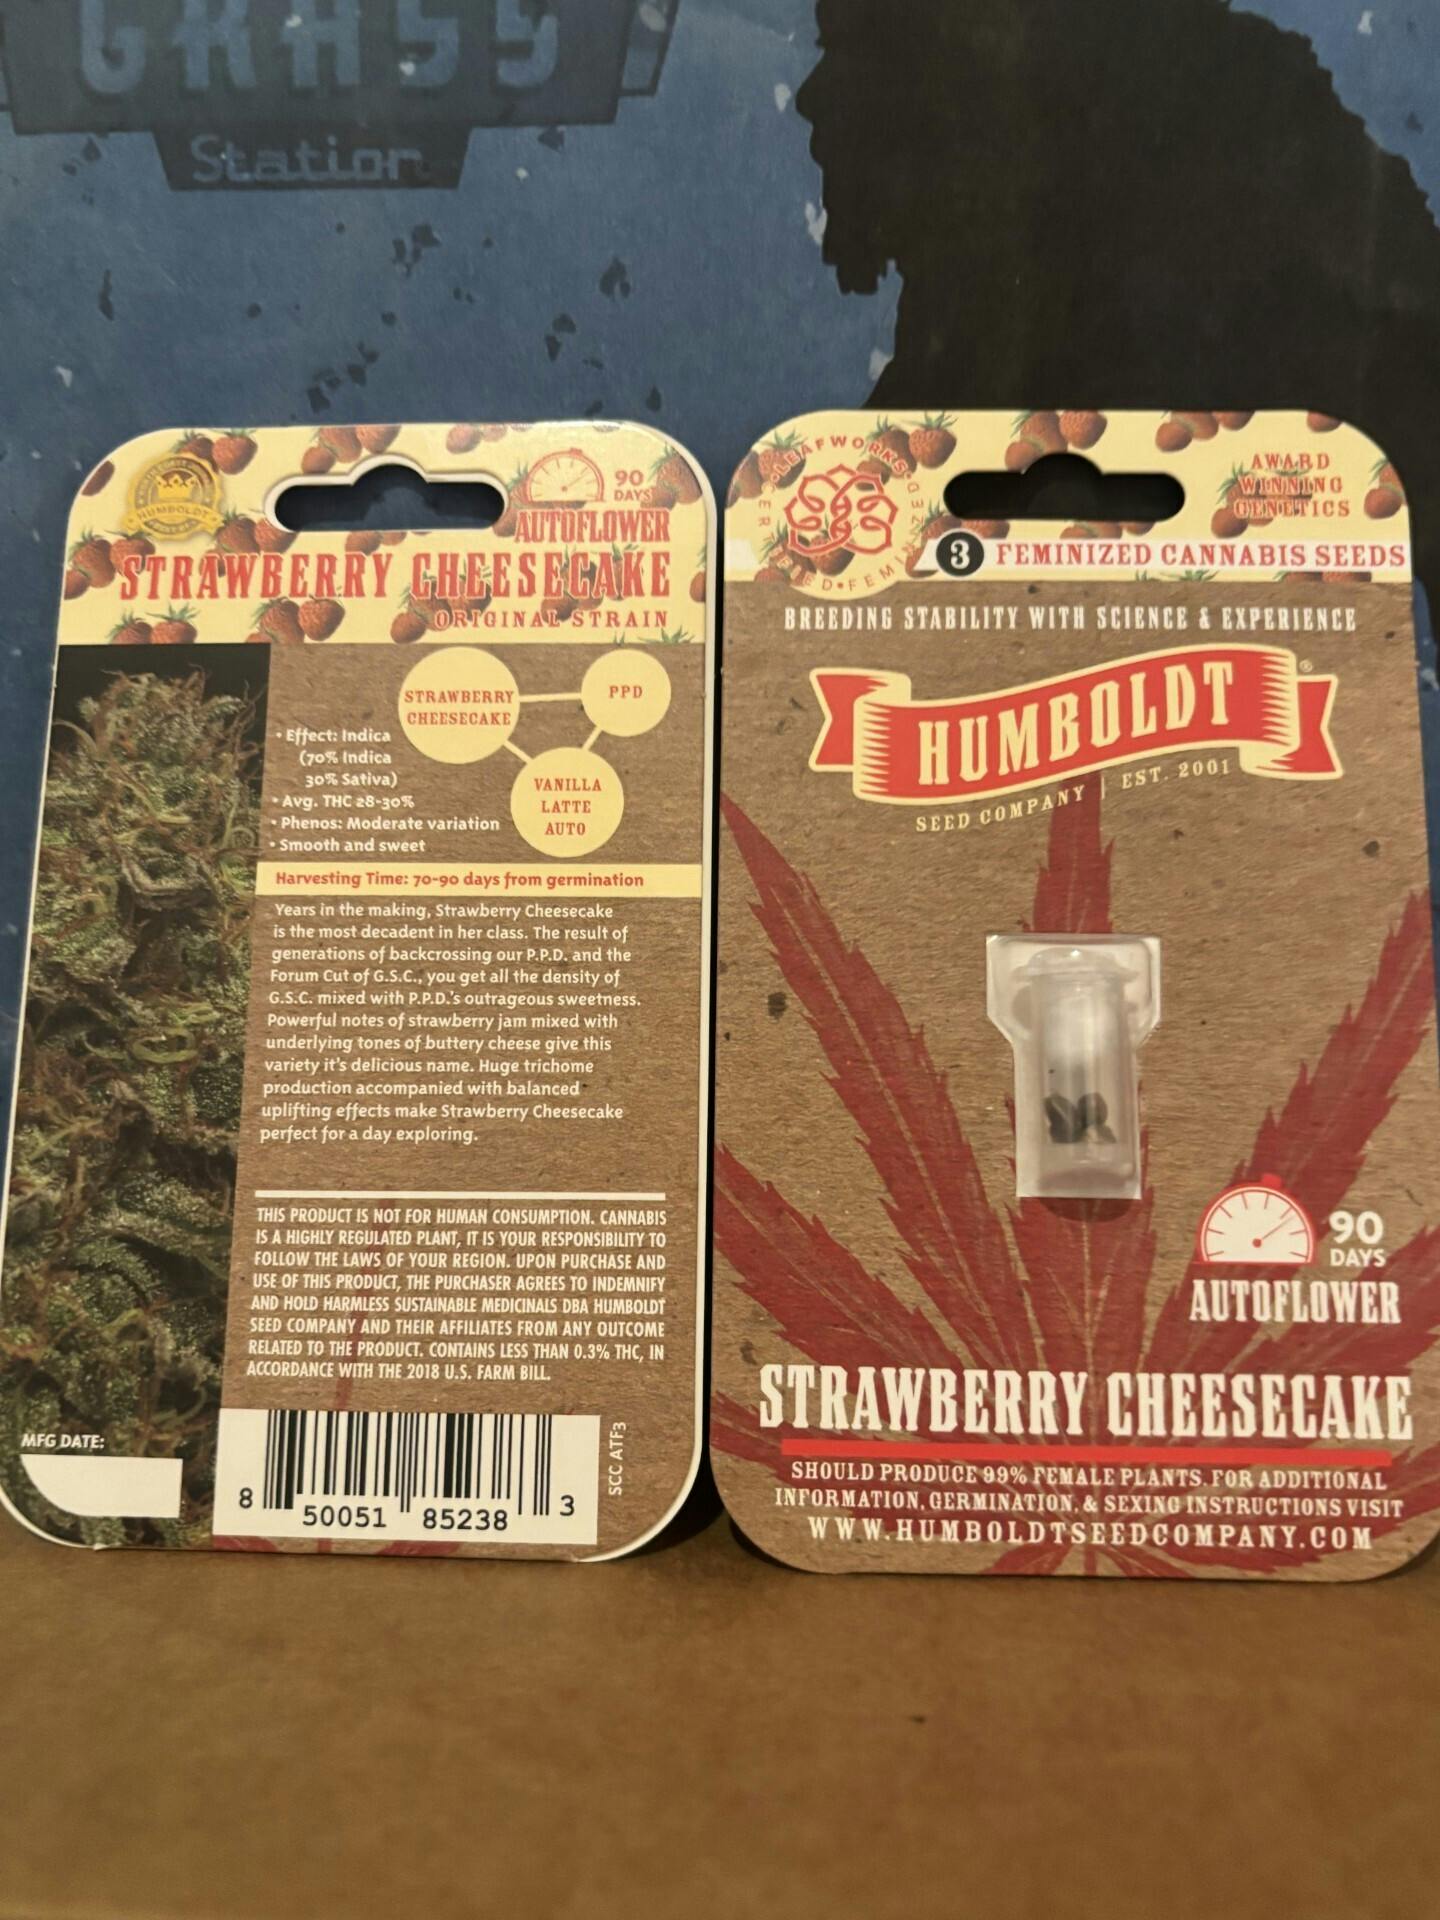 GRASS
Station
HUMBOLDT
90
DAYS
AUTOFLOWER
STRAWBERRY CHEESECAKE
ORIGINAL STRAIN
STRAWBERRY
CHEESECAKE
PPD
VANILLA
LATTE
AUTO
• Effect: Indica
(70% Indica
30% Sativa)
• Avg. THC 28-30%
• Phenos: Moderate variation
• Smooth and sweet
Harvesting Time: 70-90 days from germination
Years in the making, Strawberry Cheesecake
is the most decadent in her class. The result of
generations of backcrossing our P.P.D. and the
Forum Cut of G.S.C., you get all the density of
G.S.C. mixed with P.P.D.'s outrageous sweetness.
Powerful notes of strawberry jam mixed with
underlying tones of buttery cheese give this
variety it's delicious name. Huge trichome
production accompanied with balanced
uplifting effects make Strawberry Cheesecake
perfect for a day exploring.
THIS PRODUCT IS NOT FOR HUMAN CONSUMPTION. CANNABIS
IS A HIGHLY REGULATED PLANT, IT IS YOUR RESPONSIBILITY TO
FOLLOW THE LAWS OF YOUR REGION. UPON PURCHASE AND
USE OF THIS PRODUCT, THE PURCHASER AGREES TO INDEMNIFY
AND HOLD HARMLESS SUSTAINABLE MEDICINALS DBA HUMBOLDT
SEED COMPANY AND THEIR AFFILIATES FROM ANY OUTCOME
RELATED TO THE PRODUCT. CONTAINS LESS THAN 0.3% THC, IN
ACCORDANCE WITH THE 2018 U.S. FARM BILL.
MFG DATE:
8 50051 85238 3
SCC ATF3
LEAFWORKS
CERTIFIED • FEMINIZED
AWARD
WINNING
GENETICS
3 FEMINIZED CANNABIS SEEDS
BREEDING STABILITY WITH SCIENCE & EXPERIENCE
HUMBOLDT®
SEED COMPANY | EST. 2001
90
DAYS
AUTOFLOWER
STRAWBERRY CHEESECAKE
SHOULD PRODUCE 99% FEMALE PLANTS. FOR ADDITIONAL
INFORMATION, GERMINATION, & SEXING INSTRUCTIONS VISIT
WWW.HUMBOLDTSEEDCOMPANY.COM